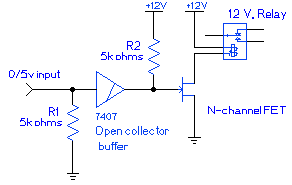 +12V
+12V
12 V. Relay
R2
5k ohms
0/5v input
R1
5k ohms
7407
Open collector
buffer
N-channel FET